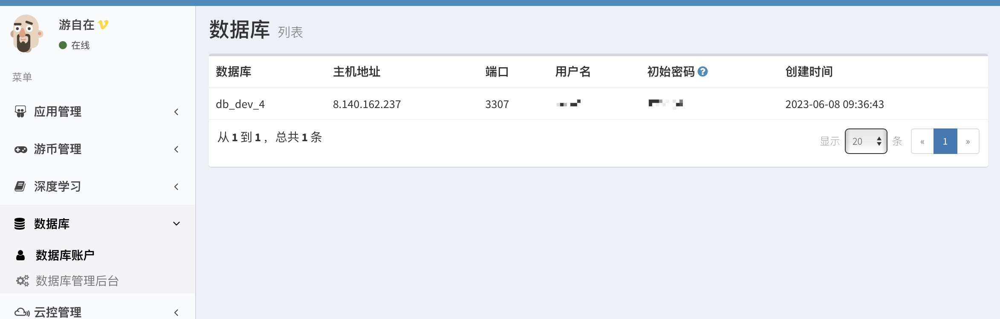 游自在
在线
菜单
应用管理
游币管理
深度学习
数据库
数据库账户
数据库管理后台
云控管理
数据库 列表
数据库 主机地址 端口 用户名 初始密码 创建时间
db_dev_4 8.140.162.237 3307 2023-06-08 09:36:43
从 1 到 1 ，总共 1 条
显示 20 条 « 1 »